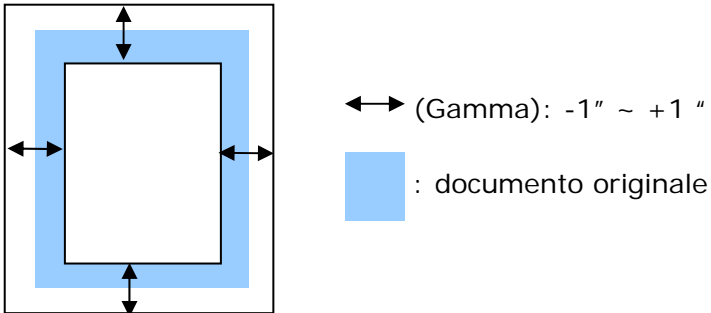 (Gamma): -1” ~ +1 “
: documento originale